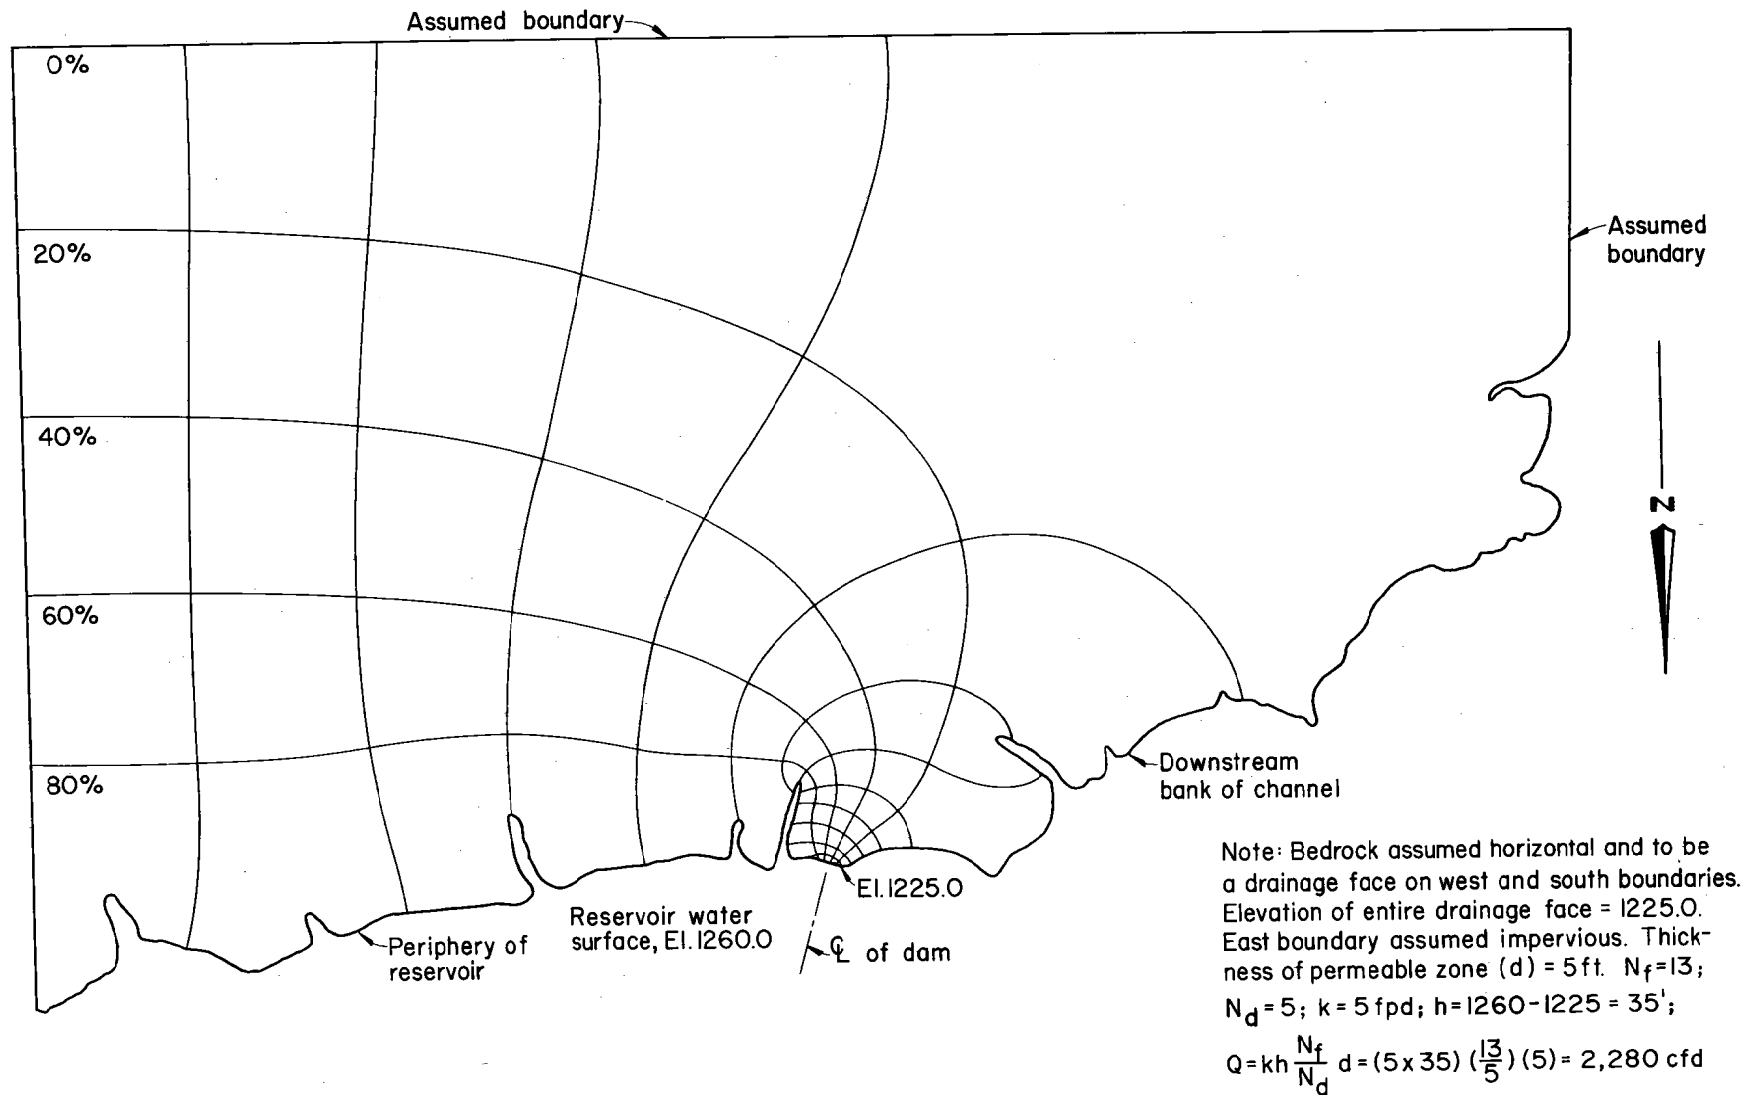 Assumed boundary
0%
20%
40%
60%
80%
Assumed
boundary
N
Downstream
bank of channel
El.1225.0
Reservoir water
surface, El.1260.0
℄ of dam
Periphery of
reservoir
Note: Bedrock assumed horizontal and to be
a drainage face on west and south boundaries.
Elevation of entire drainage face = 1225.0.
East boundary assumed impervious. Thick-
ness of permeable zone (d) = 5 ft. Nf=13;
Nd = 5; k = 5 fpd; h = 1260-1225 = 35';
Q = kh Nf/Nd d = (5 x 35) (13/5) (5) = 2,280 cfd